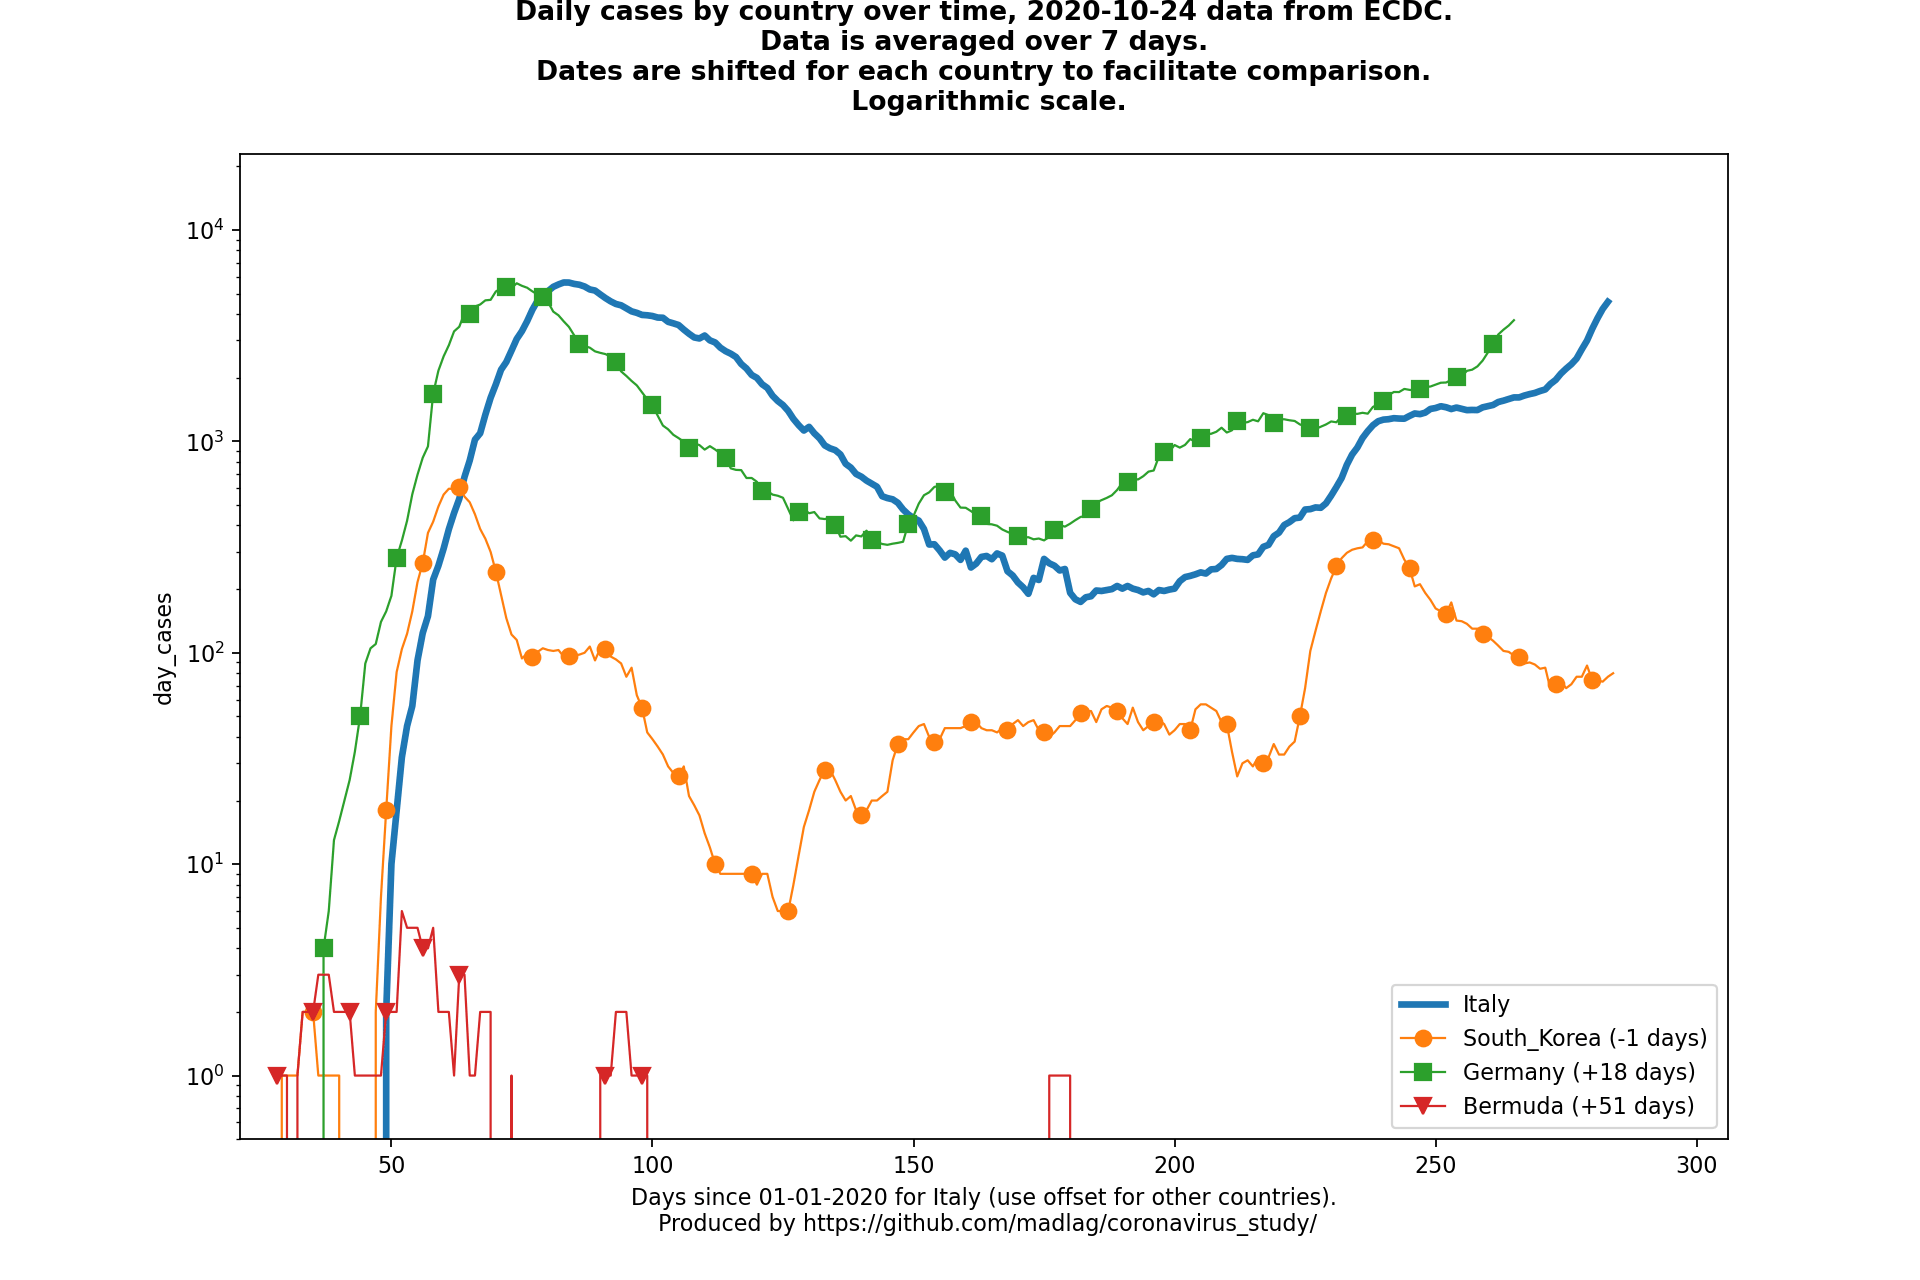 Daily cases by country over time, 2020-10-24 data from ECDC.
Data is averaged over 7 days.
Dates are shifted for each country to facilitate comparison.
Logarithmic scale.
10⁴
10³
10²
10¹
10⁰
day_cases
Italy
South_Korea (-1 days)
Germany (+18 days)
Bermuda (+51 days)
50 100 150 200 250 300
Days since 01-01-2020 for Italy (use offset for other countries).
Produced by https://github.com/madlag/coronavirus_study/